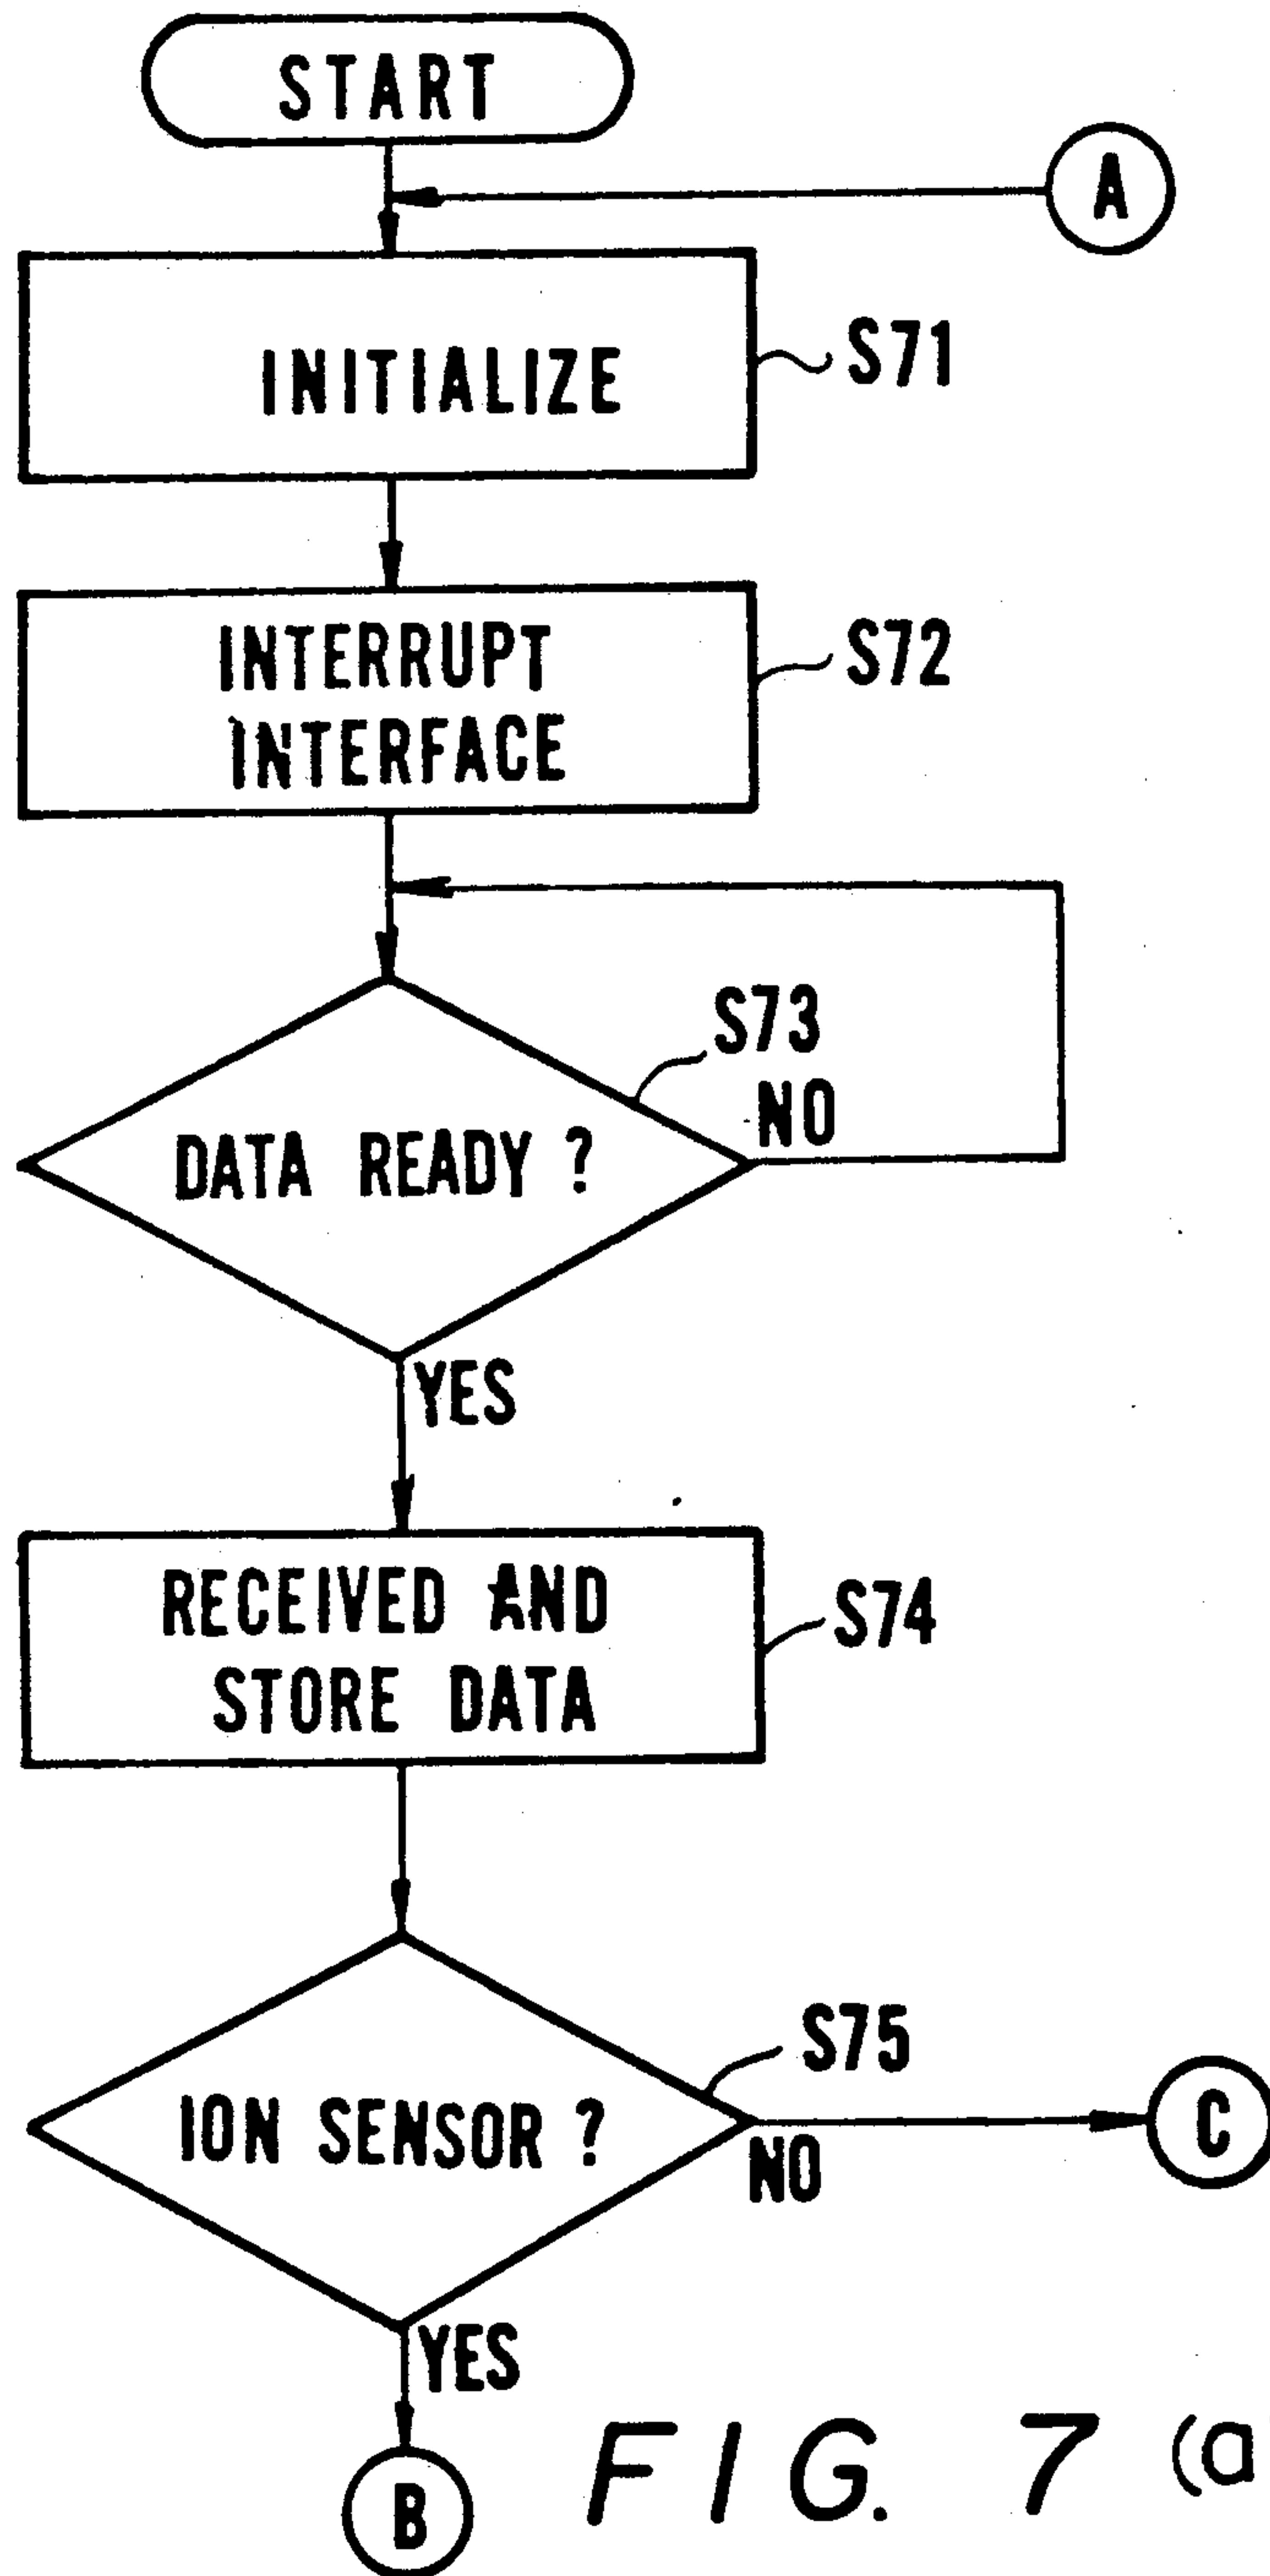 START
A
INITIALIZE
S71
INTERRUPT
INTERFACE
S72
S73
NO
DATA READY ?
YES
RECEIVED AND
STORE DATA
S74
S75
ION SENSOR ?
NO
C
YES
B
FIG. 7 (a